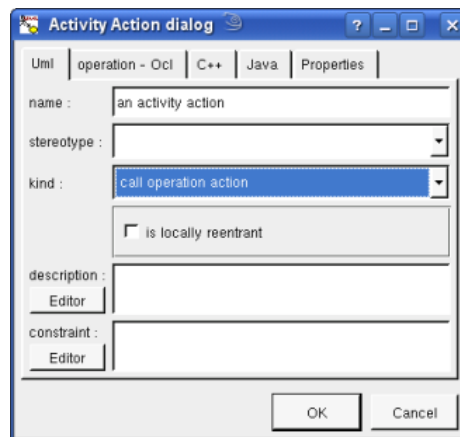 Activity Action dialog
Uml operation - Ocl C++ Java Properties
name : an activity action
stereotype :
kind : call operation action
is locally reentrant
description :
Editor
constraint :
Editor
OK Cancel